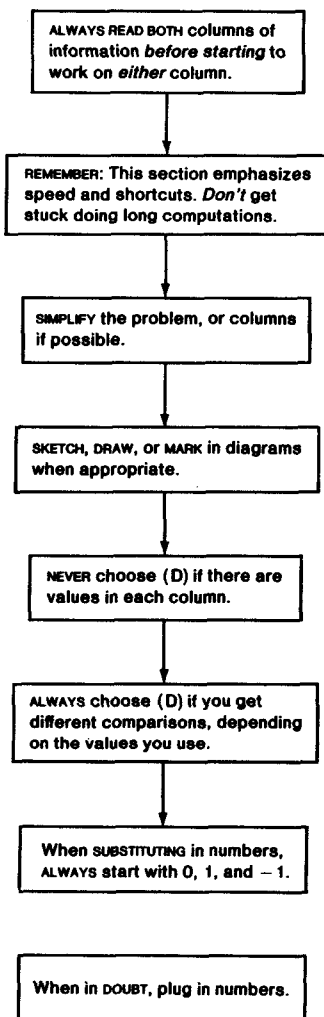 ALWAYS READ BOTH columns of
information before starting to
work on either column.
REMEMBER: This section emphasizes
speed and shortcuts. Don't get
stuck doing long computations.
SIMPLIFY the problem, or columns
if possible.
SKETCH, DRAW, or MARK in diagrams
when appropriate.
NEVER choose (D) if there are
values in each column.
ALWAYS choose (D) if you get
different comparisons, depending
on the values you use.
When SUBSTITUTING in numbers,
ALWAYS start with 0, 1, and − 1.
When in DOUBT, plug in numbers.